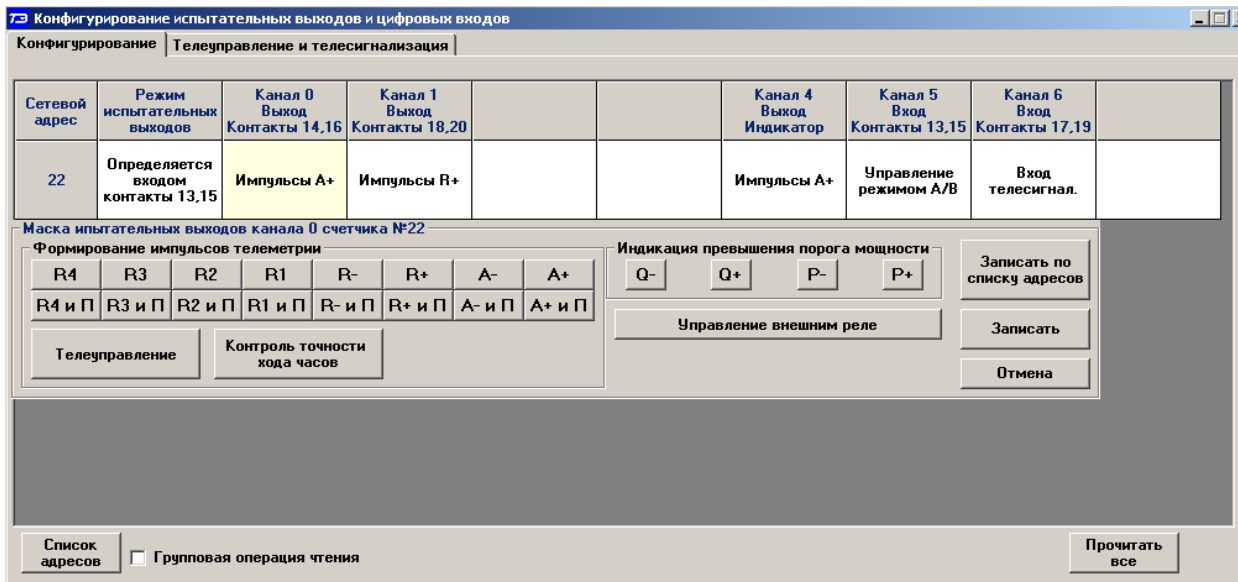 ТЭ Конфигурирование испытательных выходов и цифровых входов
Конфигурирование Телеуправление и телесигнализация
Сетевой адрес
Режим испытательных выходов
Канал 0 Выход Контакты 14,16
Канал 1 Выход Контакты 18,20
Канал 4 Выход Индикатор
Канал 5 Вход Контакты 13,15
Канал 6 Вход Контакты 17,19
22
Определяется входом контакты 13,15
Импульсы A+
Импульсы R+
Импульсы A+
Управление режимом A/B
Вход телесигнал.
Маска ипытательных выходов канала 0 счетчика №22
Формирование импульсов телеметрии
R4 R3 R2 R1 R- R+ A- A+
R4 и П R3 и П R2 и П R1 и П R- и П R+ и П A- и П A+ и П
Телеуправление
Контроль точности хода часов
Индикация превышения порога мощности
Q- Q+ P- P+
Управление внешним реле
Записать по списку адресов
Записать
Отмена
Список адресов
Групповая операция чтения
Прочитать все